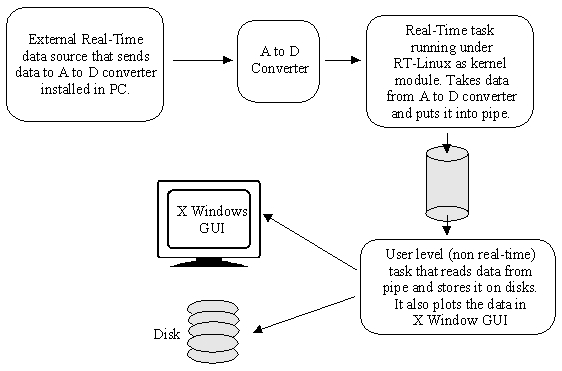 External Real-Time
data source that sends
data to A to D converter
installed in PC.
A to D
Converter
Real-Time task
running under
RT-Linux as kernel
module. Takes data
from A to D converter
and puts it into pipe.
X Windows
GUI
User level (non real-time)
task that reads data from
pipe and stores it on disks.
It also plots the data in
X Window GUI
Disk